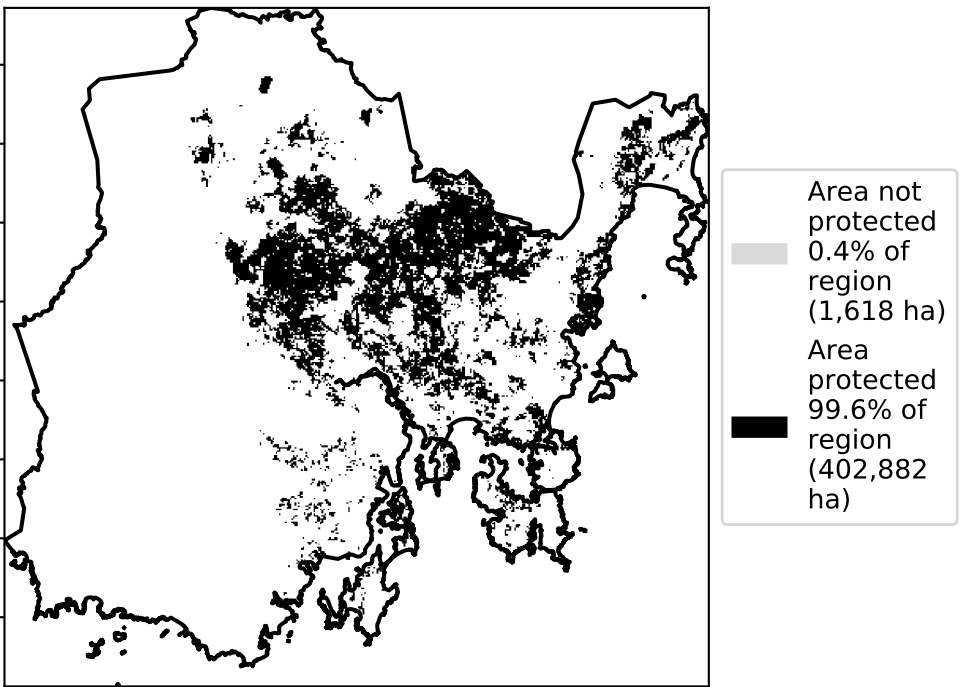 Area not
protected
0.4% of
region
(1,618 ha)
Area
protected
99.6% of
region
(402,882
ha)